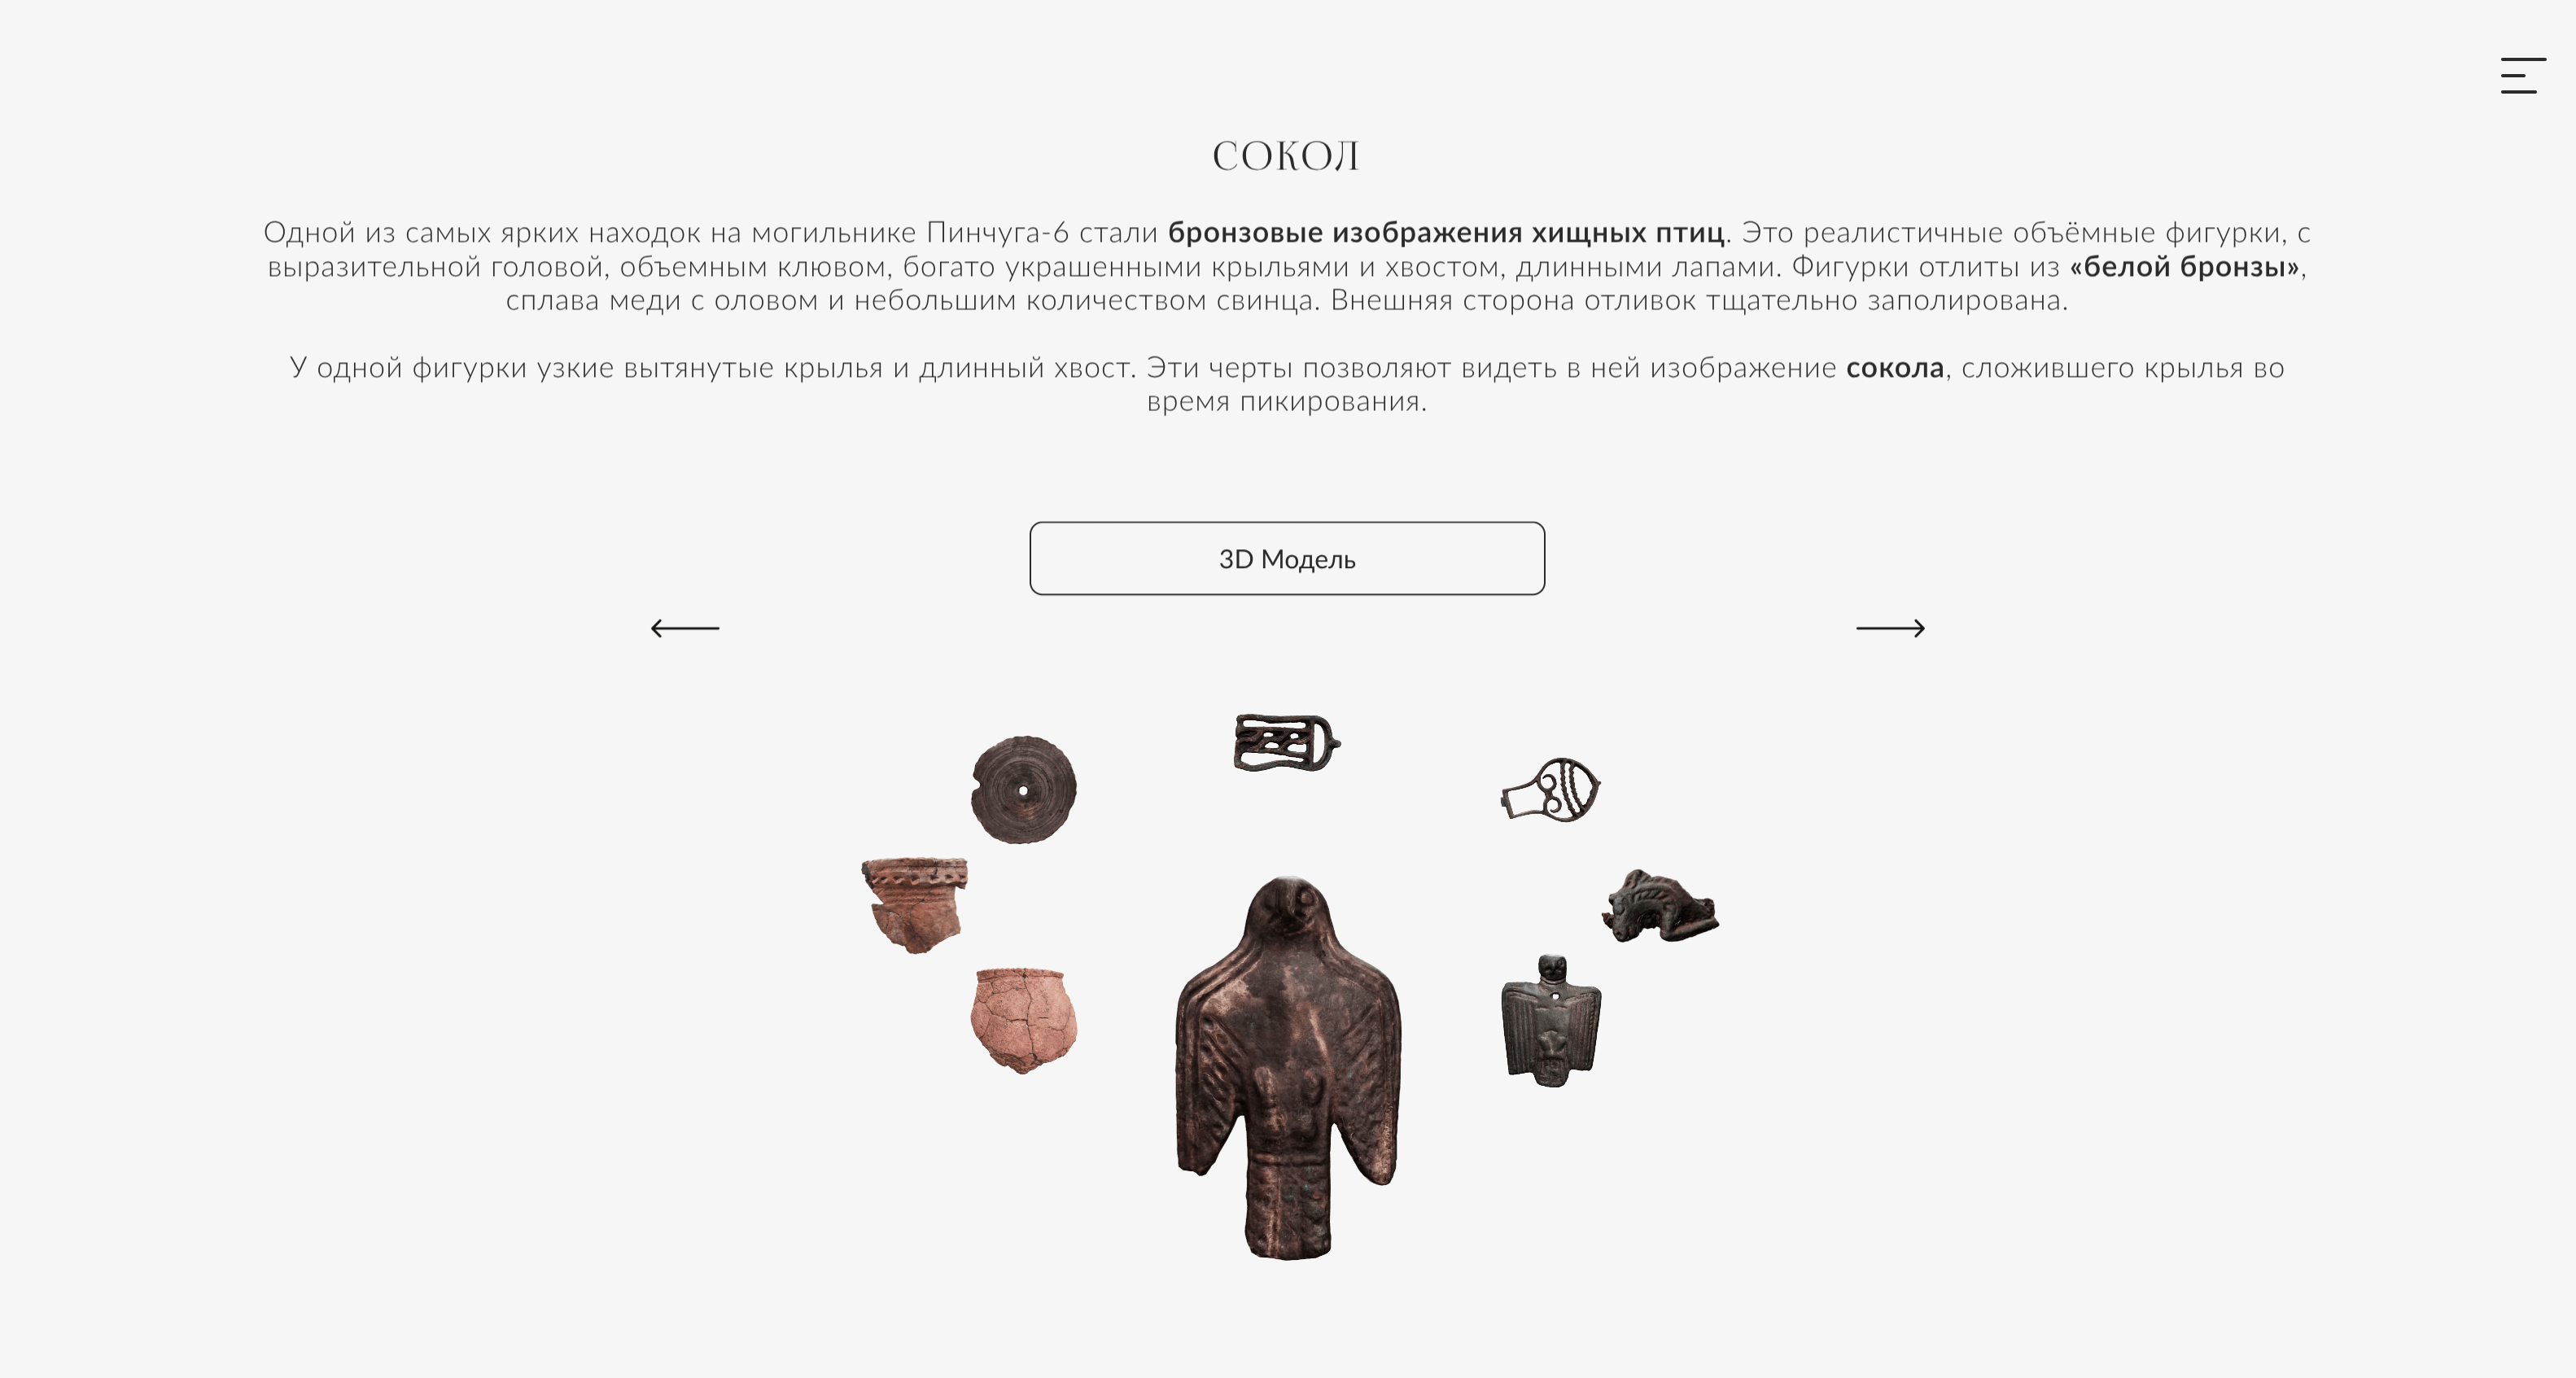 СОКОЛ
Одной из самых ярких находок на могильнике Пинчуга-6 стали бронзовые изображения хищных птиц. Это реалистичные объёмные фигурки, с
выразительной головой, объемным клювом, богато украшенными крыльями и хвостом, длинными лапами. Фигурки отлиты из «белой бронзы»,
сплава меди с оловом и небольшим количеством свинца. Внешняя сторона отливок тщательно заполирована.
У одной фигурки узкие вытянутые крылья и длинный хвост. Эти черты позволяют видеть в ней изображение сокола, сложившего крылья во
время пикирования.
3D Модель